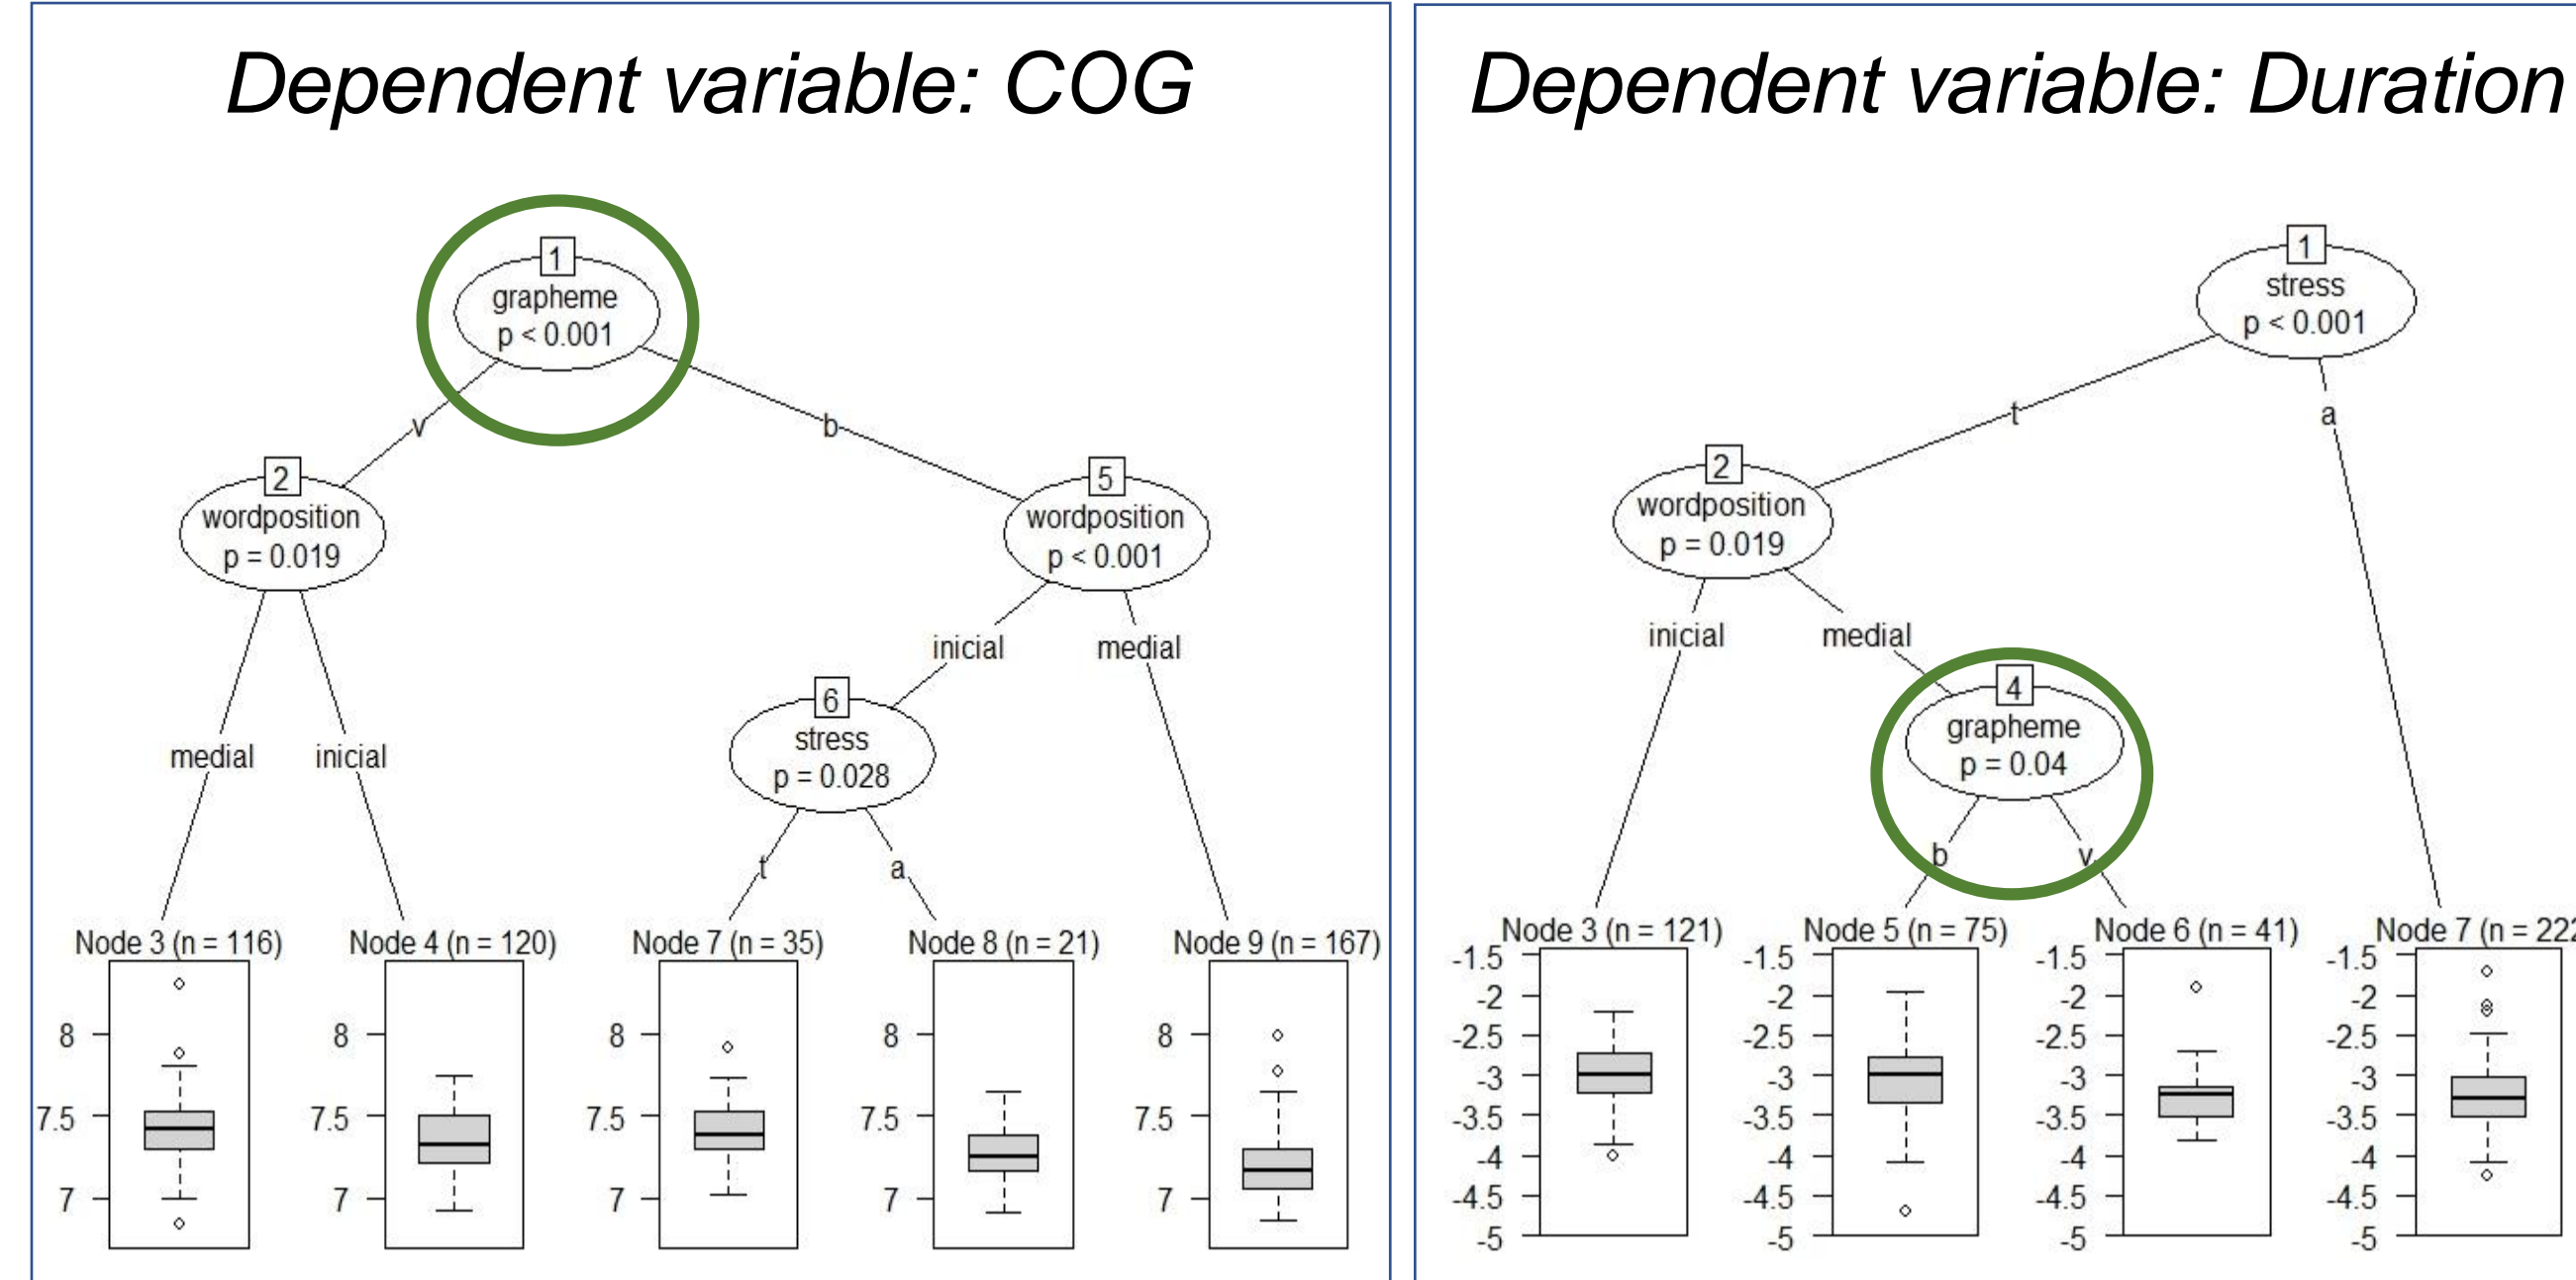 Dependent variable: COG
1
grapheme
p < 0.001
v
b
2
wordposition
p = 0.019
5
wordposition
p < 0.001
inicial
medial
6
stress
p = 0.028
medial
inicial
t
a
Node 3 (n = 116)
8
7.5
7
Node 4 (n = 120)
8
7.5
7
Node 7 (n = 35)
8
7.5
7
Node 8 (n = 21)
8
7.5
7
Node 9 (n = 167)
8
7.5
7
Dependent variable: Duration
1
stress
p < 0.001
t
a
2
wordposition
p = 0.019
inicial
medial
4
grapheme
p = 0.04
b
v
Node 3 (n = 121)
-1.5
-2
-2.5
-3
-3.5
-4
-4.5
-5
Node 5 (n = 75)
-1.5
-2
-2.5
-3
-3.5
-4
-4.5
-5
Node 6 (n = 41)
-1.5
-2
-2.5
-3
-3.5
-4
-4.5
-5
Node 7 (n = 222
-1.5
-2
-2.5
-3
-3.5
-4
-4.5
-5